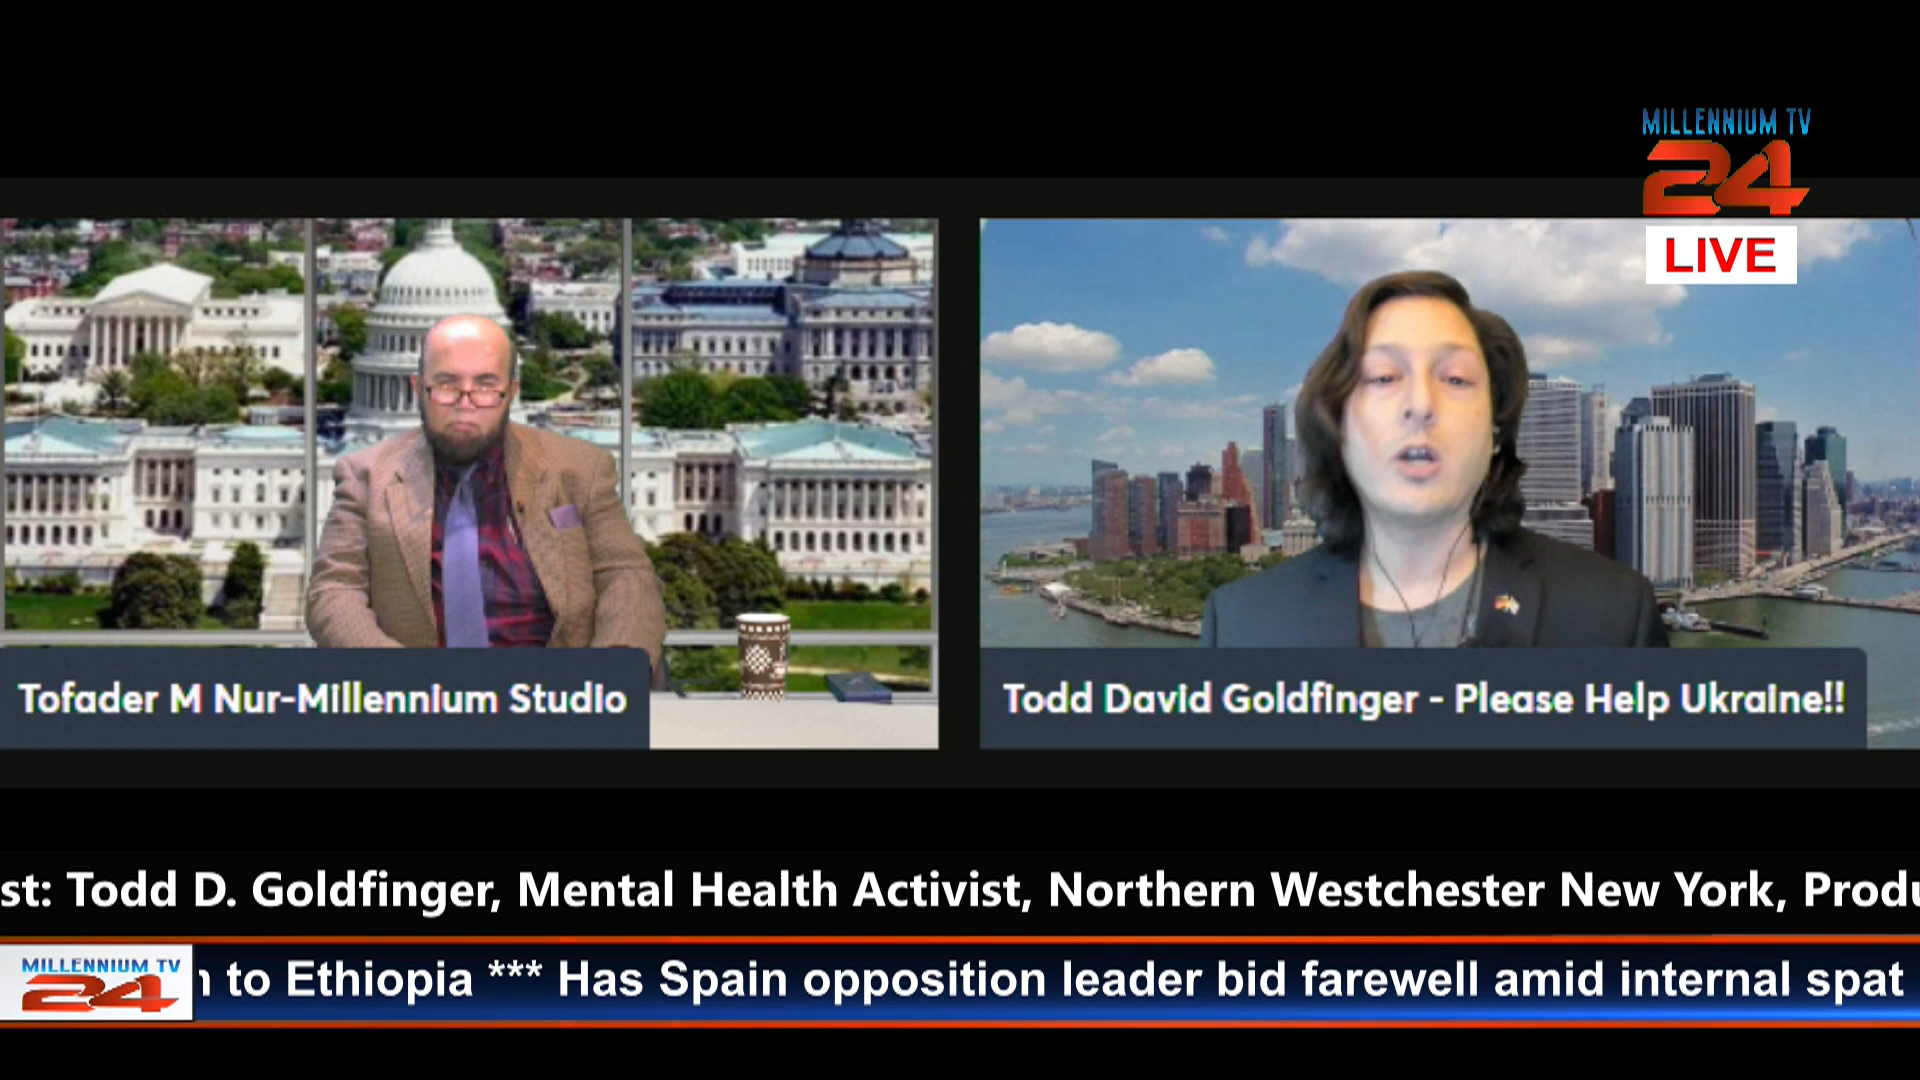 MILLENNIUM TV
24
LIVE
Tofader M Nur-Millennium Studio
Todd David Goldfinger - Please Help Ukraine!!
st: Todd D. Goldfinger, Mental Health Activist, Northern Westchester New York, Produ
MILLENNIUM TV
24
n to Ethiopia *** Has Spain opposition leader bid farewell amid internal spat